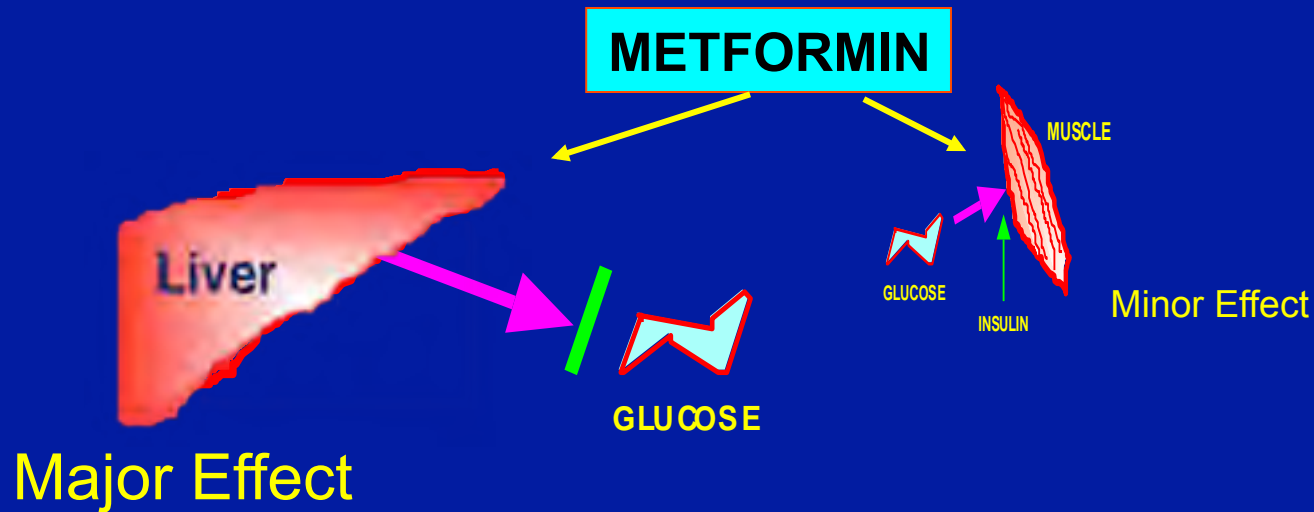 METFORMIN
MUSCLE
Liver
GLUCOSE
INSULIN
Minor Effect
GLUCOSE
Major Effect